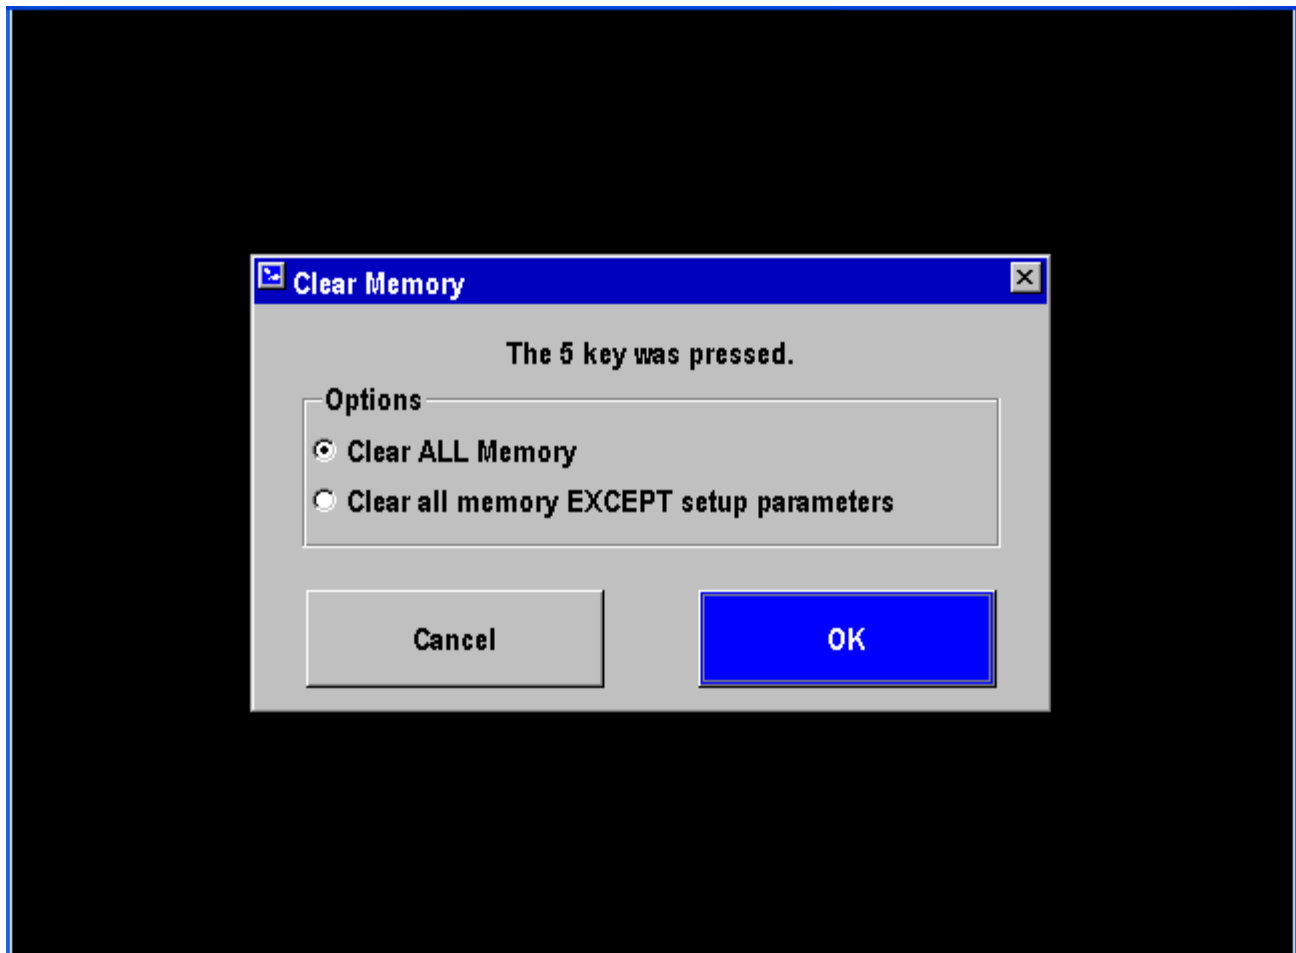 Clear Memory
The 5 key was pressed.
Options
Clear ALL Memory
Clear all memory EXCEPT setup parameters
Cancel
OK